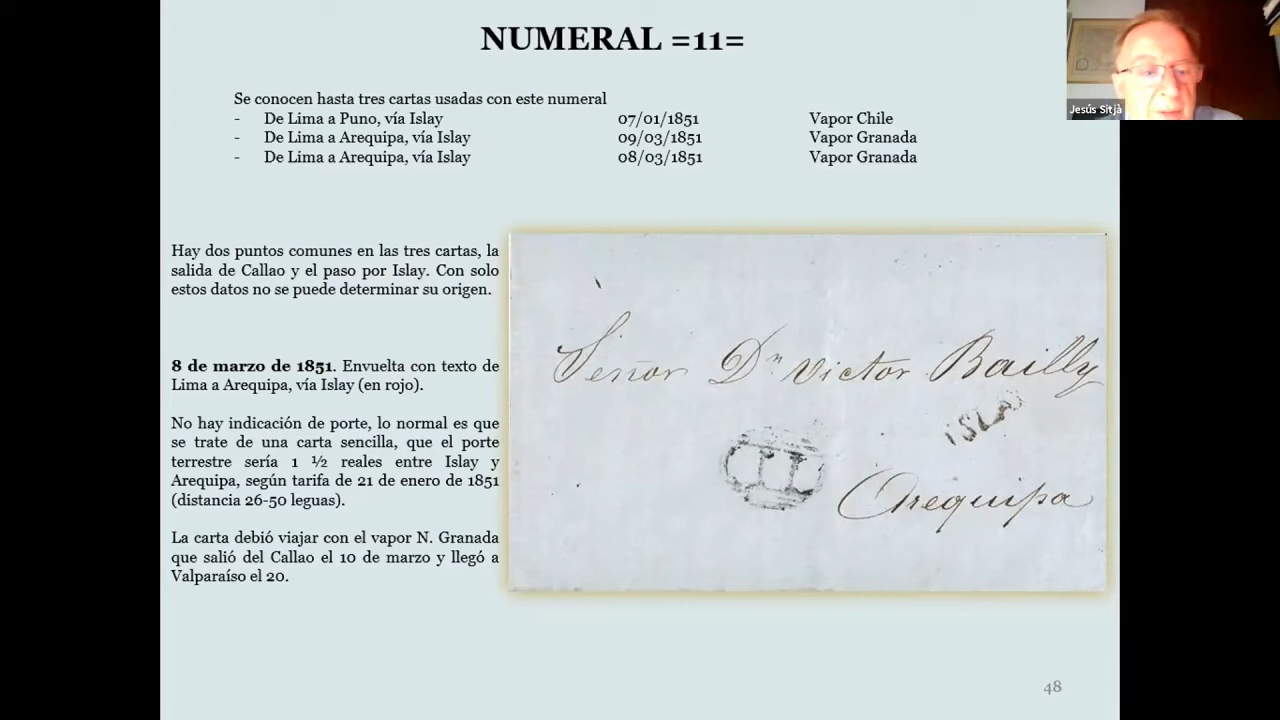 NUMERAL =11=
Jesús Sitjà
Se conocen hasta tres cartas usadas con este numeral
- De Lima a Puno, vía Islay 07/01/1851 Vapor Chile
- De Lima a Arequipa, vía Islay 09/03/1851 Vapor Granada
- De Lima a Arequipa, vía Islay 08/03/1851 Vapor Granada
Hay dos puntos comunes en las tres cartas, la
salida de Callao y el paso por Islay. Con solo
estos datos no se puede determinar su origen.
8 de marzo de 1851. Envuelta con texto de
Lima a Arequipa, vía Islay (en rojo).
No hay indicación de porte, lo normal es que
se trate de una carta sencilla, que el porte
terrestre sería 1 ½ reales entre Islay y
Arequipa, según tarifa de 21 de enero de 1851
(distancia 26-50 leguas).
La carta debió viajar con el vapor N. Granada
que salió del Callao el 10 de marzo y llegó a
Valparaíso el 20.
Señor Dn Victor Bailly
ISLAY
11
Arequipa
48